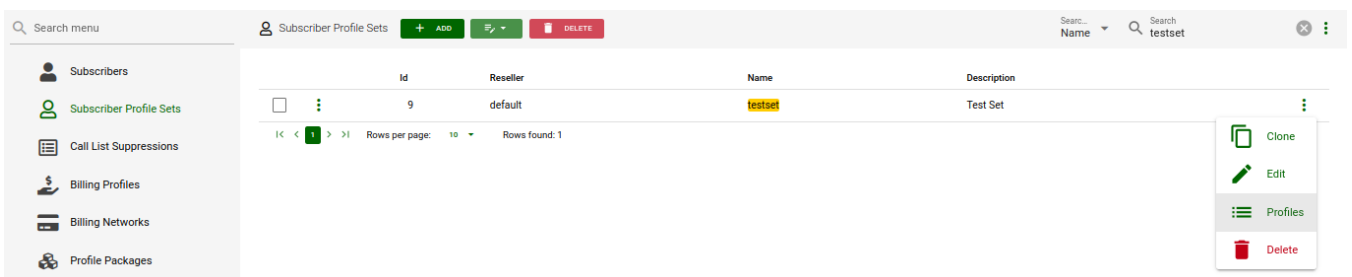 Search menu
Subscriber Profile Sets
ADD
DELETE
Searc...
Name
Search
testset
Subscribers
Subscriber Profile Sets
Call List Suppressions
Billing Profiles
Billing Networks
Profile Packages
Id Reseller Name Description
9 default testset Test Set
1 Rows per page: 10 Rows found: 1
Clone
Edit
Profiles
Delete